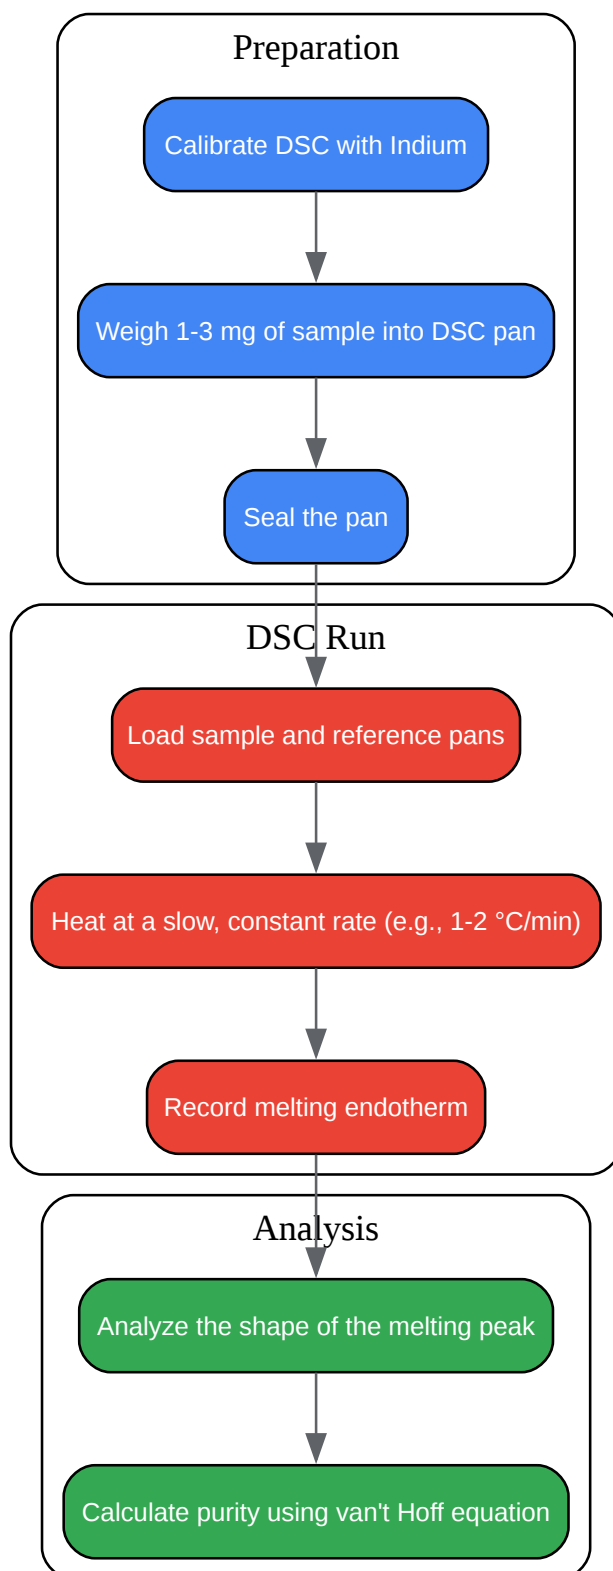 Preparation
Calibrate DSC with Indium
Weigh 1-3 mg of sample into DSC pan
Seal the pan
DSC Run
Load sample and reference pans
Heat at a slow, constant rate (e.g., 1-2 °C/min)
Record melting endotherm
Analysis
Analyze the shape of the melting peak
Calculate purity using van't Hoff equation